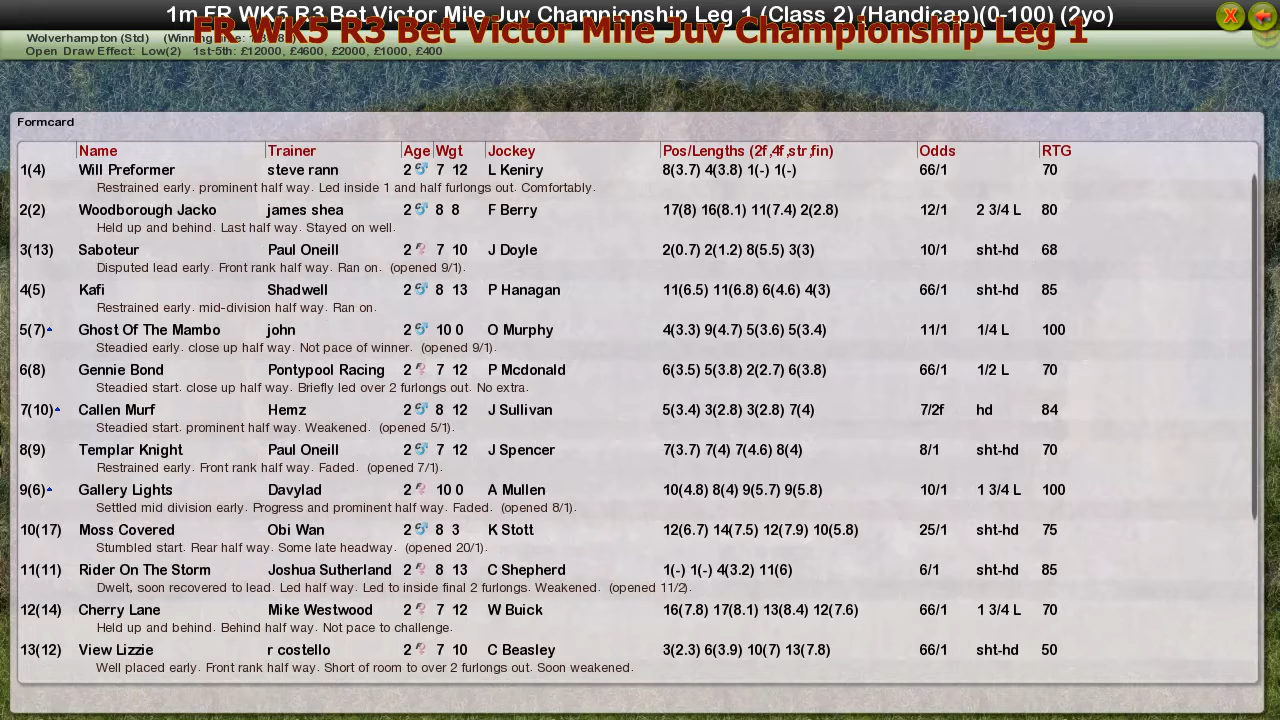 1m FR WK5 R3 Bet Victor Mile Juv Championship Leg 1 (Class 2) (Handicap)(0-100) (2yo)
FR WK5 R3 Bet Victor Mile Juv Championship Leg 1
Wolverhampton (Std) (Winning
Open Draw Effect: Low(2) 1st-5th: £12000, £4600, £2000, £1000, £400
Formcard
Name Trainer Age Wgt Jockey Pos/Lengths (2f,4f,str,fin) Odds RTG
1(4) Will Preformer steve rann 2 7 12 L Keniry 8(3.7) 4(3.8) 1(-) 1(-) 66/1 70
Restrained early. prominent half way. Led inside 1 and half furlongs out. Comfortably.
2(2) Woodborough Jacko james shea 2 8 8 F Berry 17(8) 16(8.1) 11(7.4) 2(2.8) 12/1 2 3/4 L 80
Held up and behind. Last half way. Stayed on well.
3(13) Saboteur Paul Oneill 2 7 10 J Doyle 2(0.7) 2(1.2) 8(5.5) 3(3) 10/1 sht-hd 68
Disputed lead early. Front rank half way. Ran on. (opened 9/1).
4(5) Kafi Shadwell 2 8 13 P Hanagan 11(6.5) 11(6.8) 6(4.6) 4(3) 66/1 sht-hd 85
Restrained early. mid-division half way. Ran on.
5(7) Ghost Of The Mambo john 2 10 0 O Murphy 4(3.3) 9(4.7) 5(3.6) 5(3.4) 11/1 1/4 L 100
Steadied early. close up half way. Not pace of winner. (opened 9/1).
6(8) Gennie Bond Pontypool Racing 2 7 12 P Mcdonald 6(3.5) 5(3.8) 2(2.7) 6(3.8) 66/1 1/2 L 70
Steadied start. close up half way. Briefly led over 2 furlongs out. No extra.
7(10) Callen Murf Hemz 2 8 12 J Sullivan 5(3.4) 3(2.8) 3(2.8) 7(4) 7/2f hd 84
Steadied start. prominent half way. Weakened. (opened 5/1).
8(9) Templar Knight Paul Oneill 2 7 12 J Spencer 7(3.7) 7(4) 7(4.6) 8(4) 8/1 sht-hd 70
Restrained early. Front rank half way. Faded. (opened 7/1).
9(6) Gallery Lights Davylad 2 10 0 A Mullen 10(4.8) 8(4) 9(5.7) 9(5.8) 10/1 1 3/4 L 100
Settled mid division early. Progress and prominent half way. Faded. (opened 8/1).
10(17) Moss Covered Obi Wan 2 8 3 K Stott 12(6.7) 14(7.5) 12(7.9) 10(5.8) 25/1 sht-hd 75
Stumbled start. Rear half way. Some late headway. (opened 20/1).
11(11) Rider On The Storm Joshua Sutherland 2 8 13 C Shepherd 1(-) 1(-) 4(3.2) 11(6) 6/1 sht-hd 85
Dwelt, soon recovered to lead. Led half way. Led to inside final 2 furlongs. Weakened. (opened 11/2).
12(14) Cherry Lane Mike Westwood 2 7 12 W Buick 16(7.8) 17(8.1) 13(8.4) 12(7.6) 66/1 1 3/4 L 70
Held up and behind. Behind half way. Not pace to challenge.
13(12) View Lizzie r costello 2 7 10 C Beasley 3(2.3) 6(3.9) 10(7) 13(7.8) 66/1 sht-hd 50
Well placed early. Front rank half way. Short of room to over 2 furlongs out. Soon weakened.